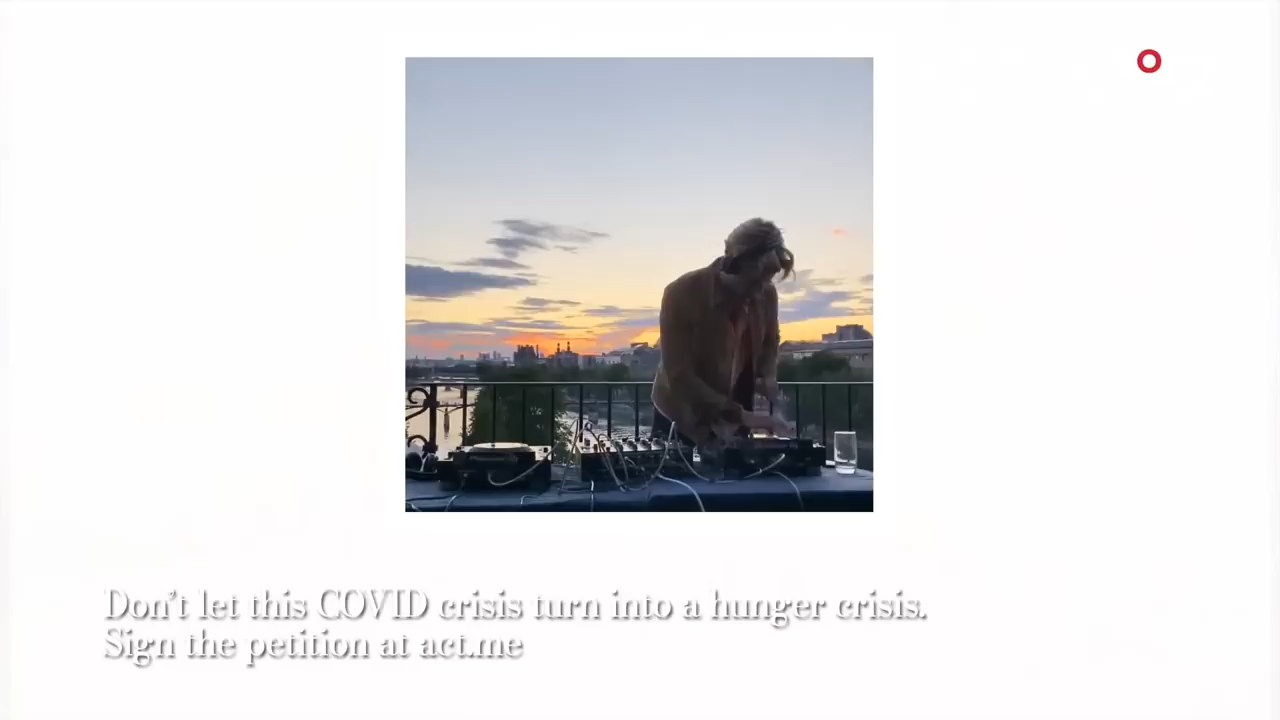 Don't let this COVID crisis turn into a hunger crisis.
Sign the petition at act.me